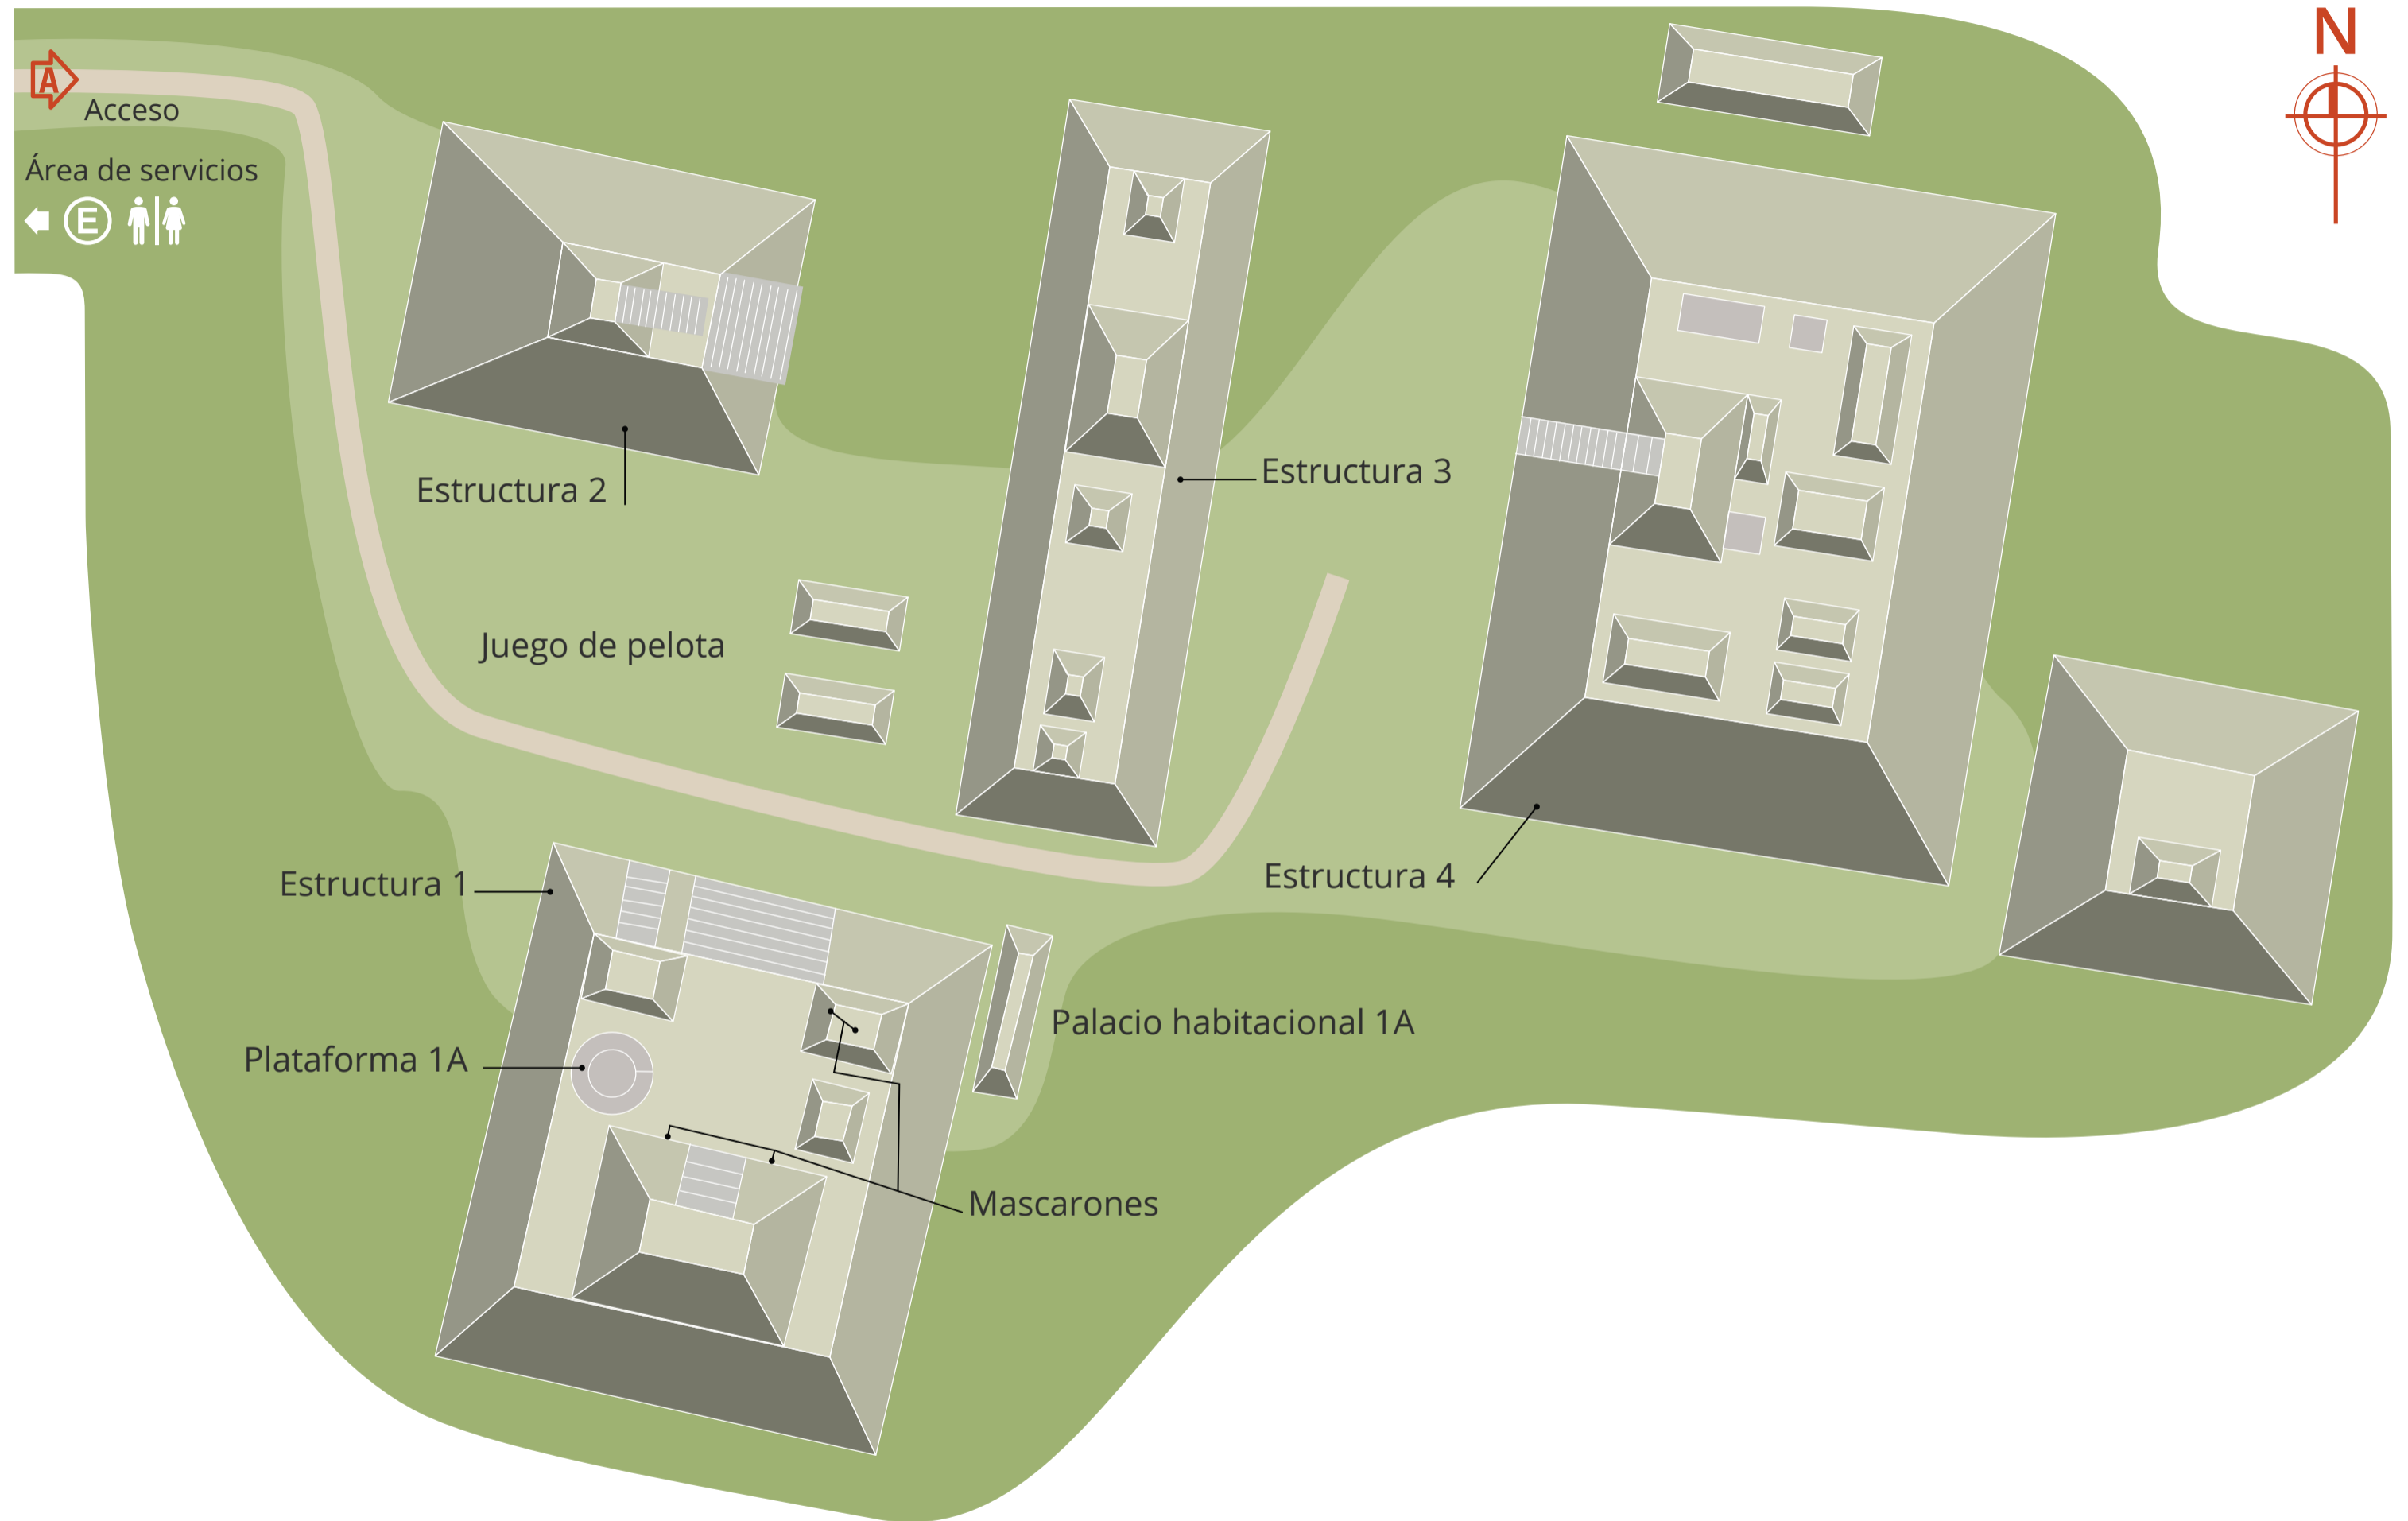 N
A
Acceso
Área de servicios
E
Estructura 2
Estructura 3
Juego de pelota
Estructura 1
Estructura 4
Palacio habitacional 1A
Plataforma 1A
Mascarones